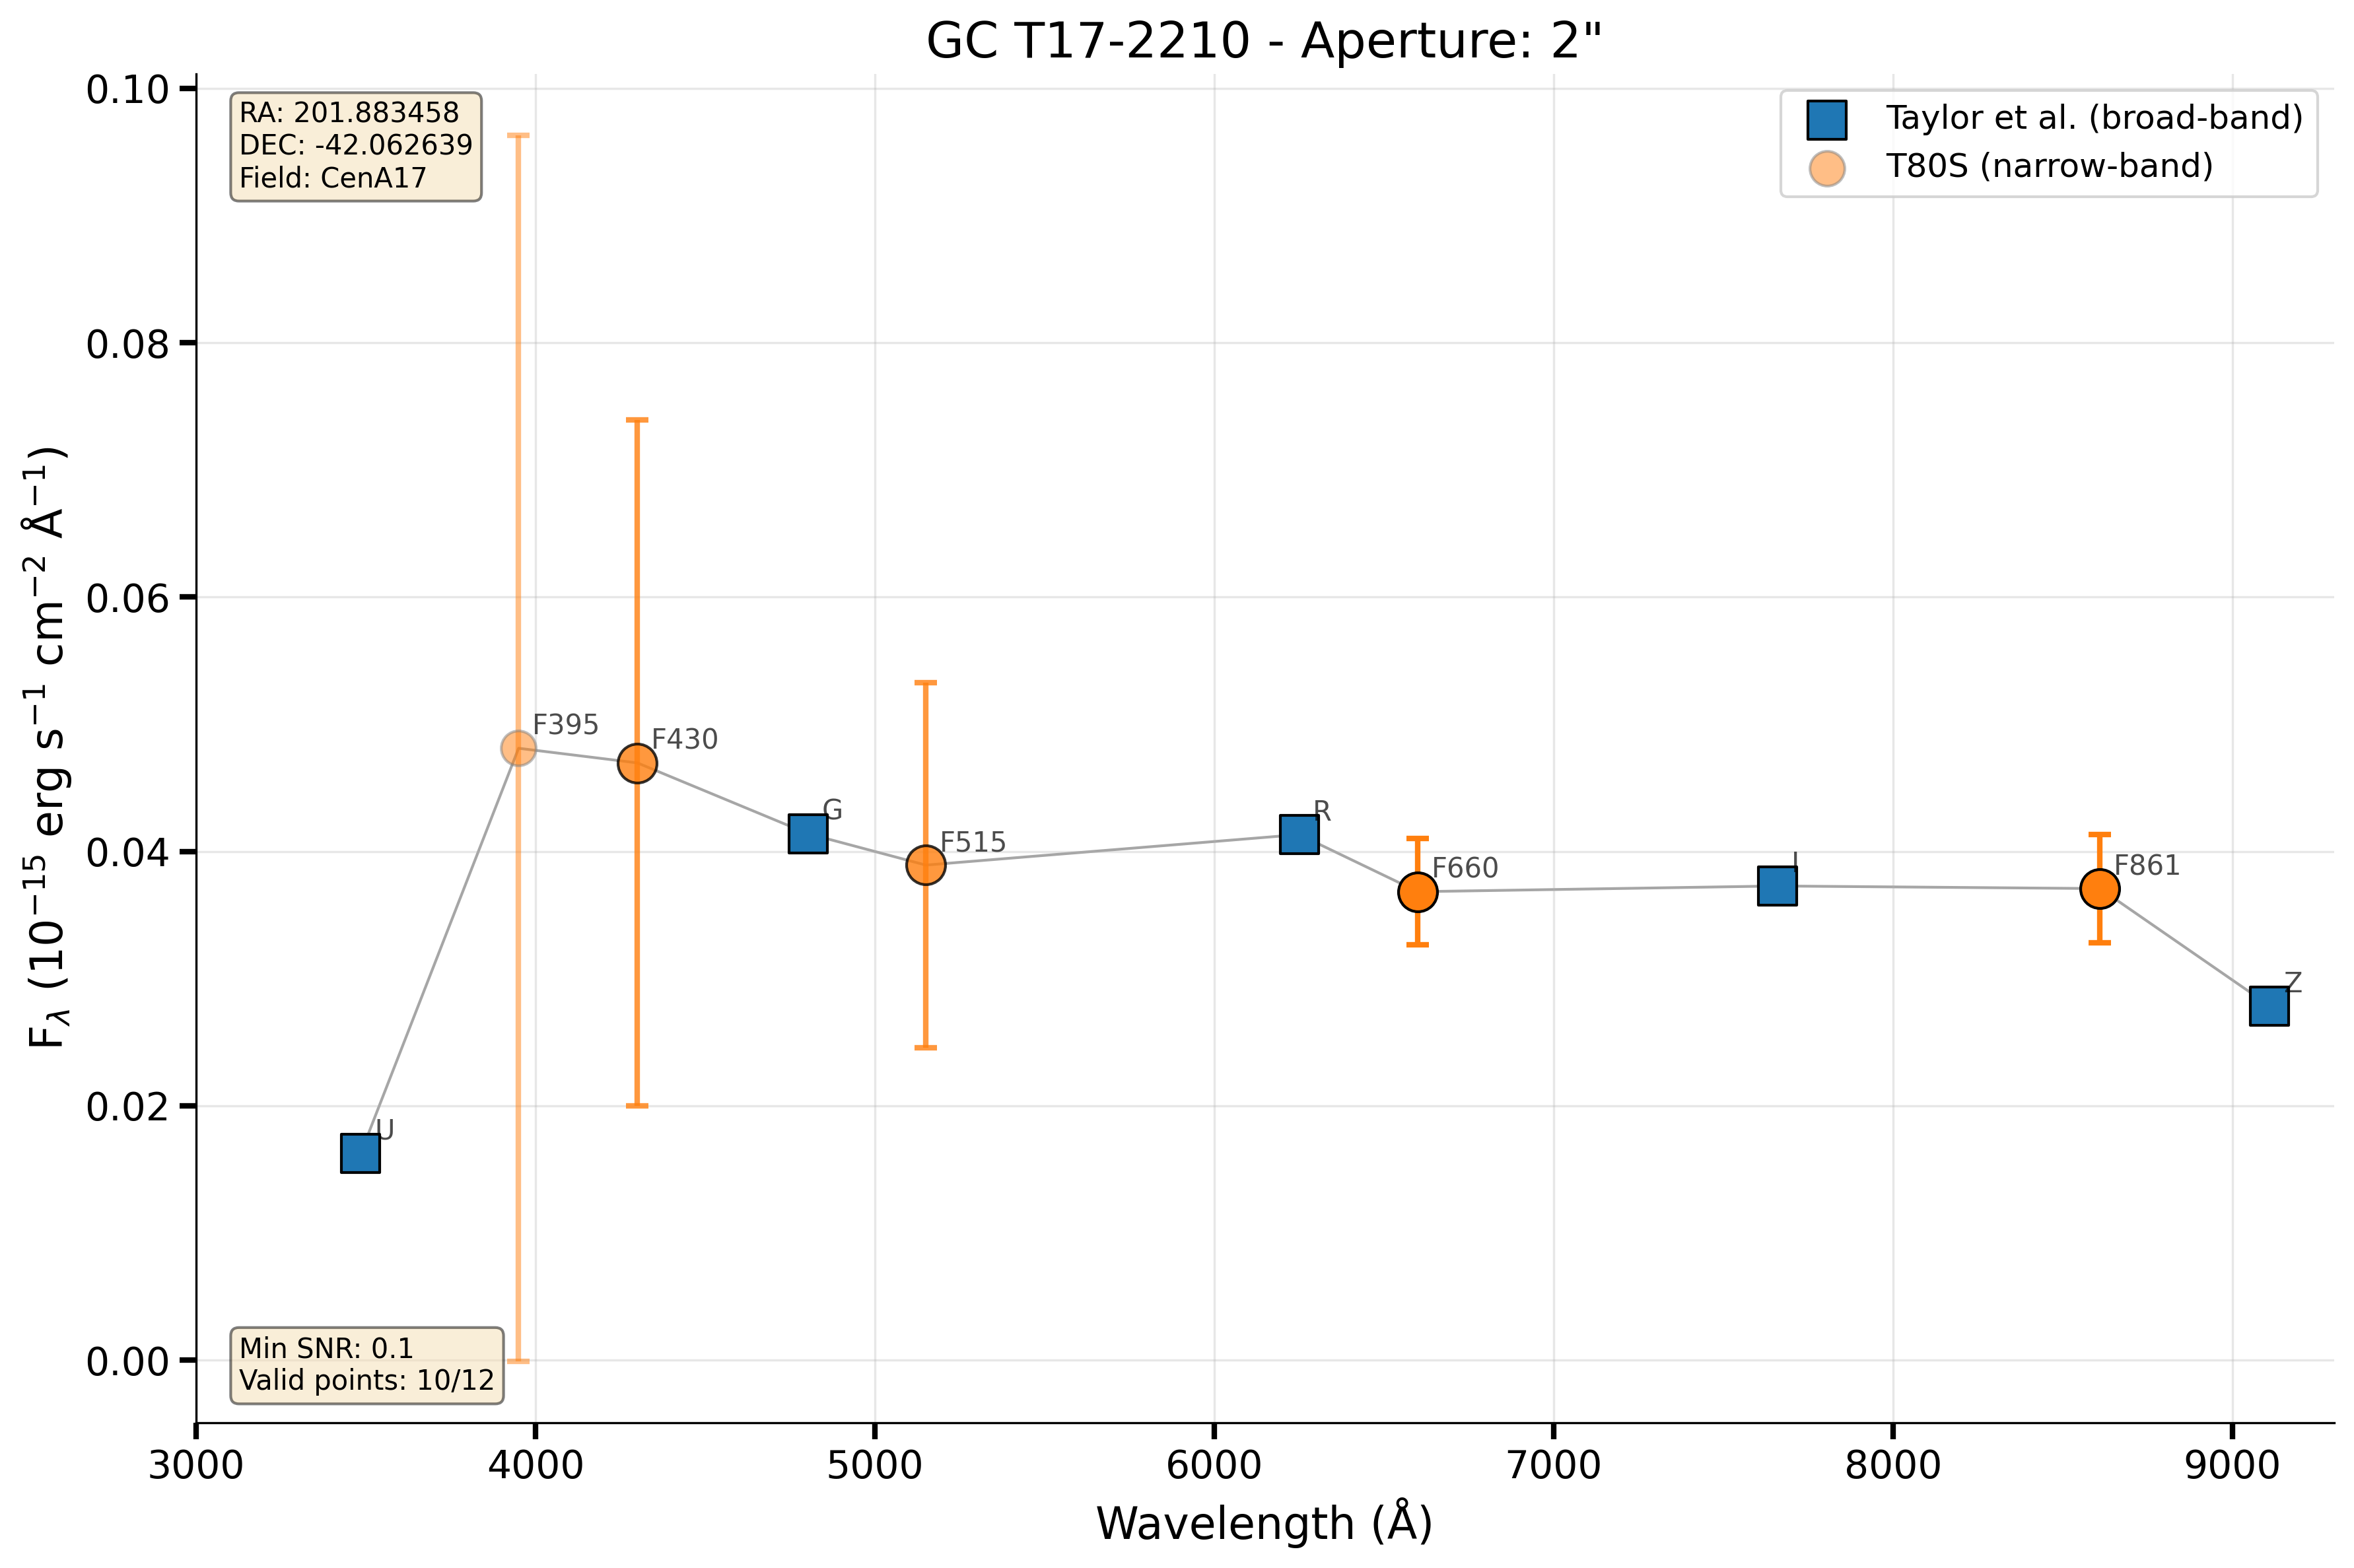 GC T17-2210 - Aperture: 2"
RA: 201.883458
DEC: -42.062639
Field: CenA17
Taylor et al. (broad-band)
T80S (narrow-band)
0.10
0.08
0.06
0.04
0.02
0.00
F_λ (10⁻¹⁵ erg s⁻¹ cm⁻² Å⁻¹)
U
F395
F430
G
F515
R
F660
I
F861
Z
Min SNR: 0.1
Valid points: 10/12
3000 4000 5000 6000 7000 8000 9000
Wavelength (Å)